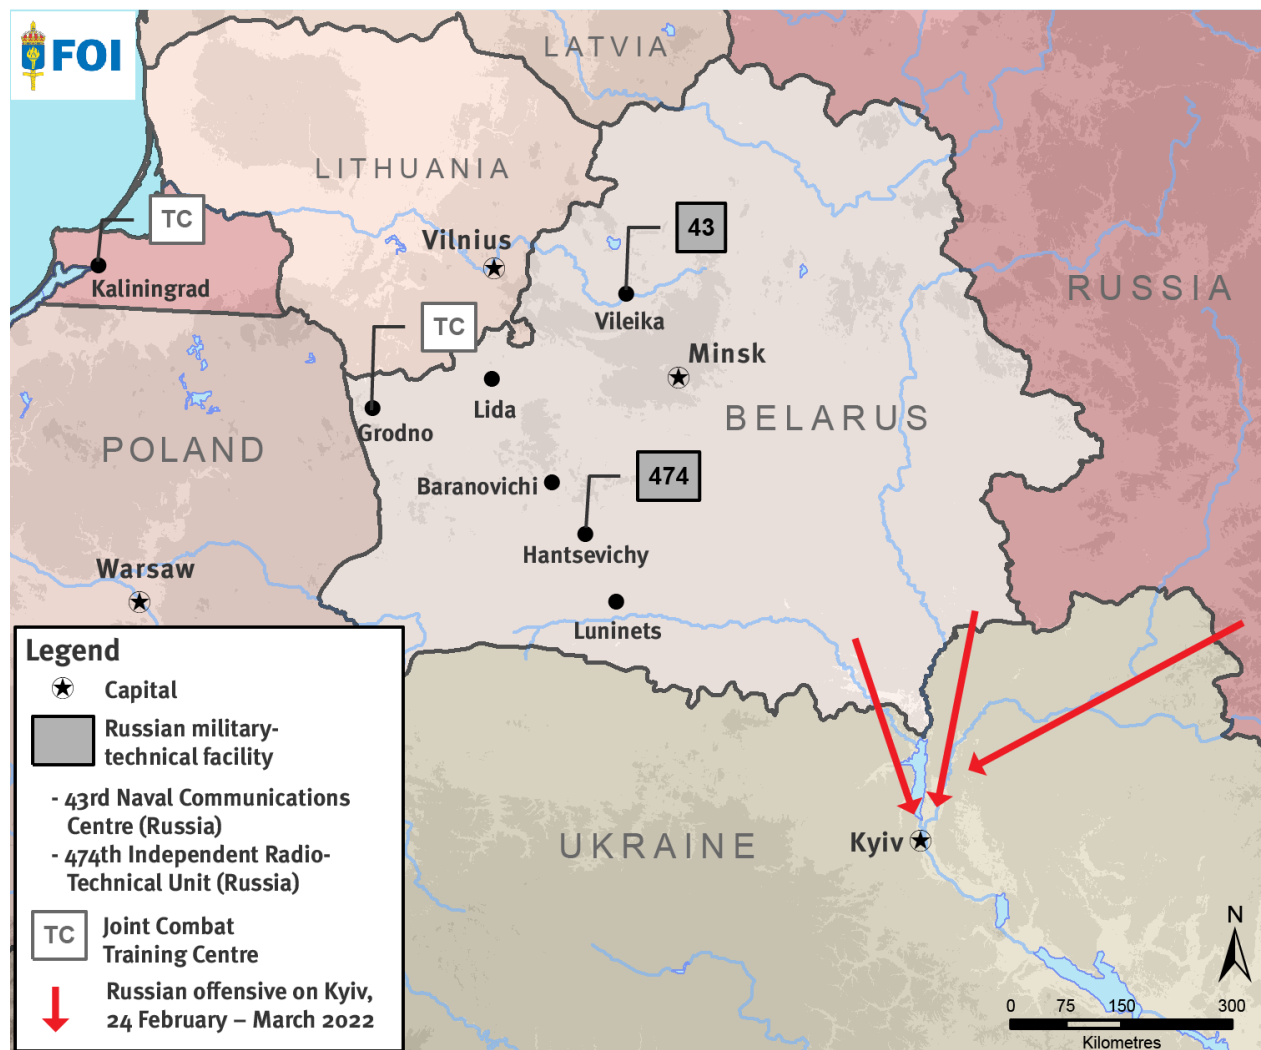 FOI
LATVIA
LITHUANIA
TC
43
Vilnius
Kaliningrad
RUSSIA
TC
Vileika
Minsk
Lida
BELARUS
Grodno
POLAND
474
Baranovichi
Hantsevichy
Warsaw
Luninets
Legend
Capital
Russian military-
technical facility
- 43rd Naval Communications
Centre (Russia)
- 474th Independent Radio-
Technical Unit (Russia)
TC
Joint Combat
Training Centre
Russian offensive on Kyiv,
24 February – March 2022
UKRAINE
Kyiv
N
0 75 150 300
Kilometres